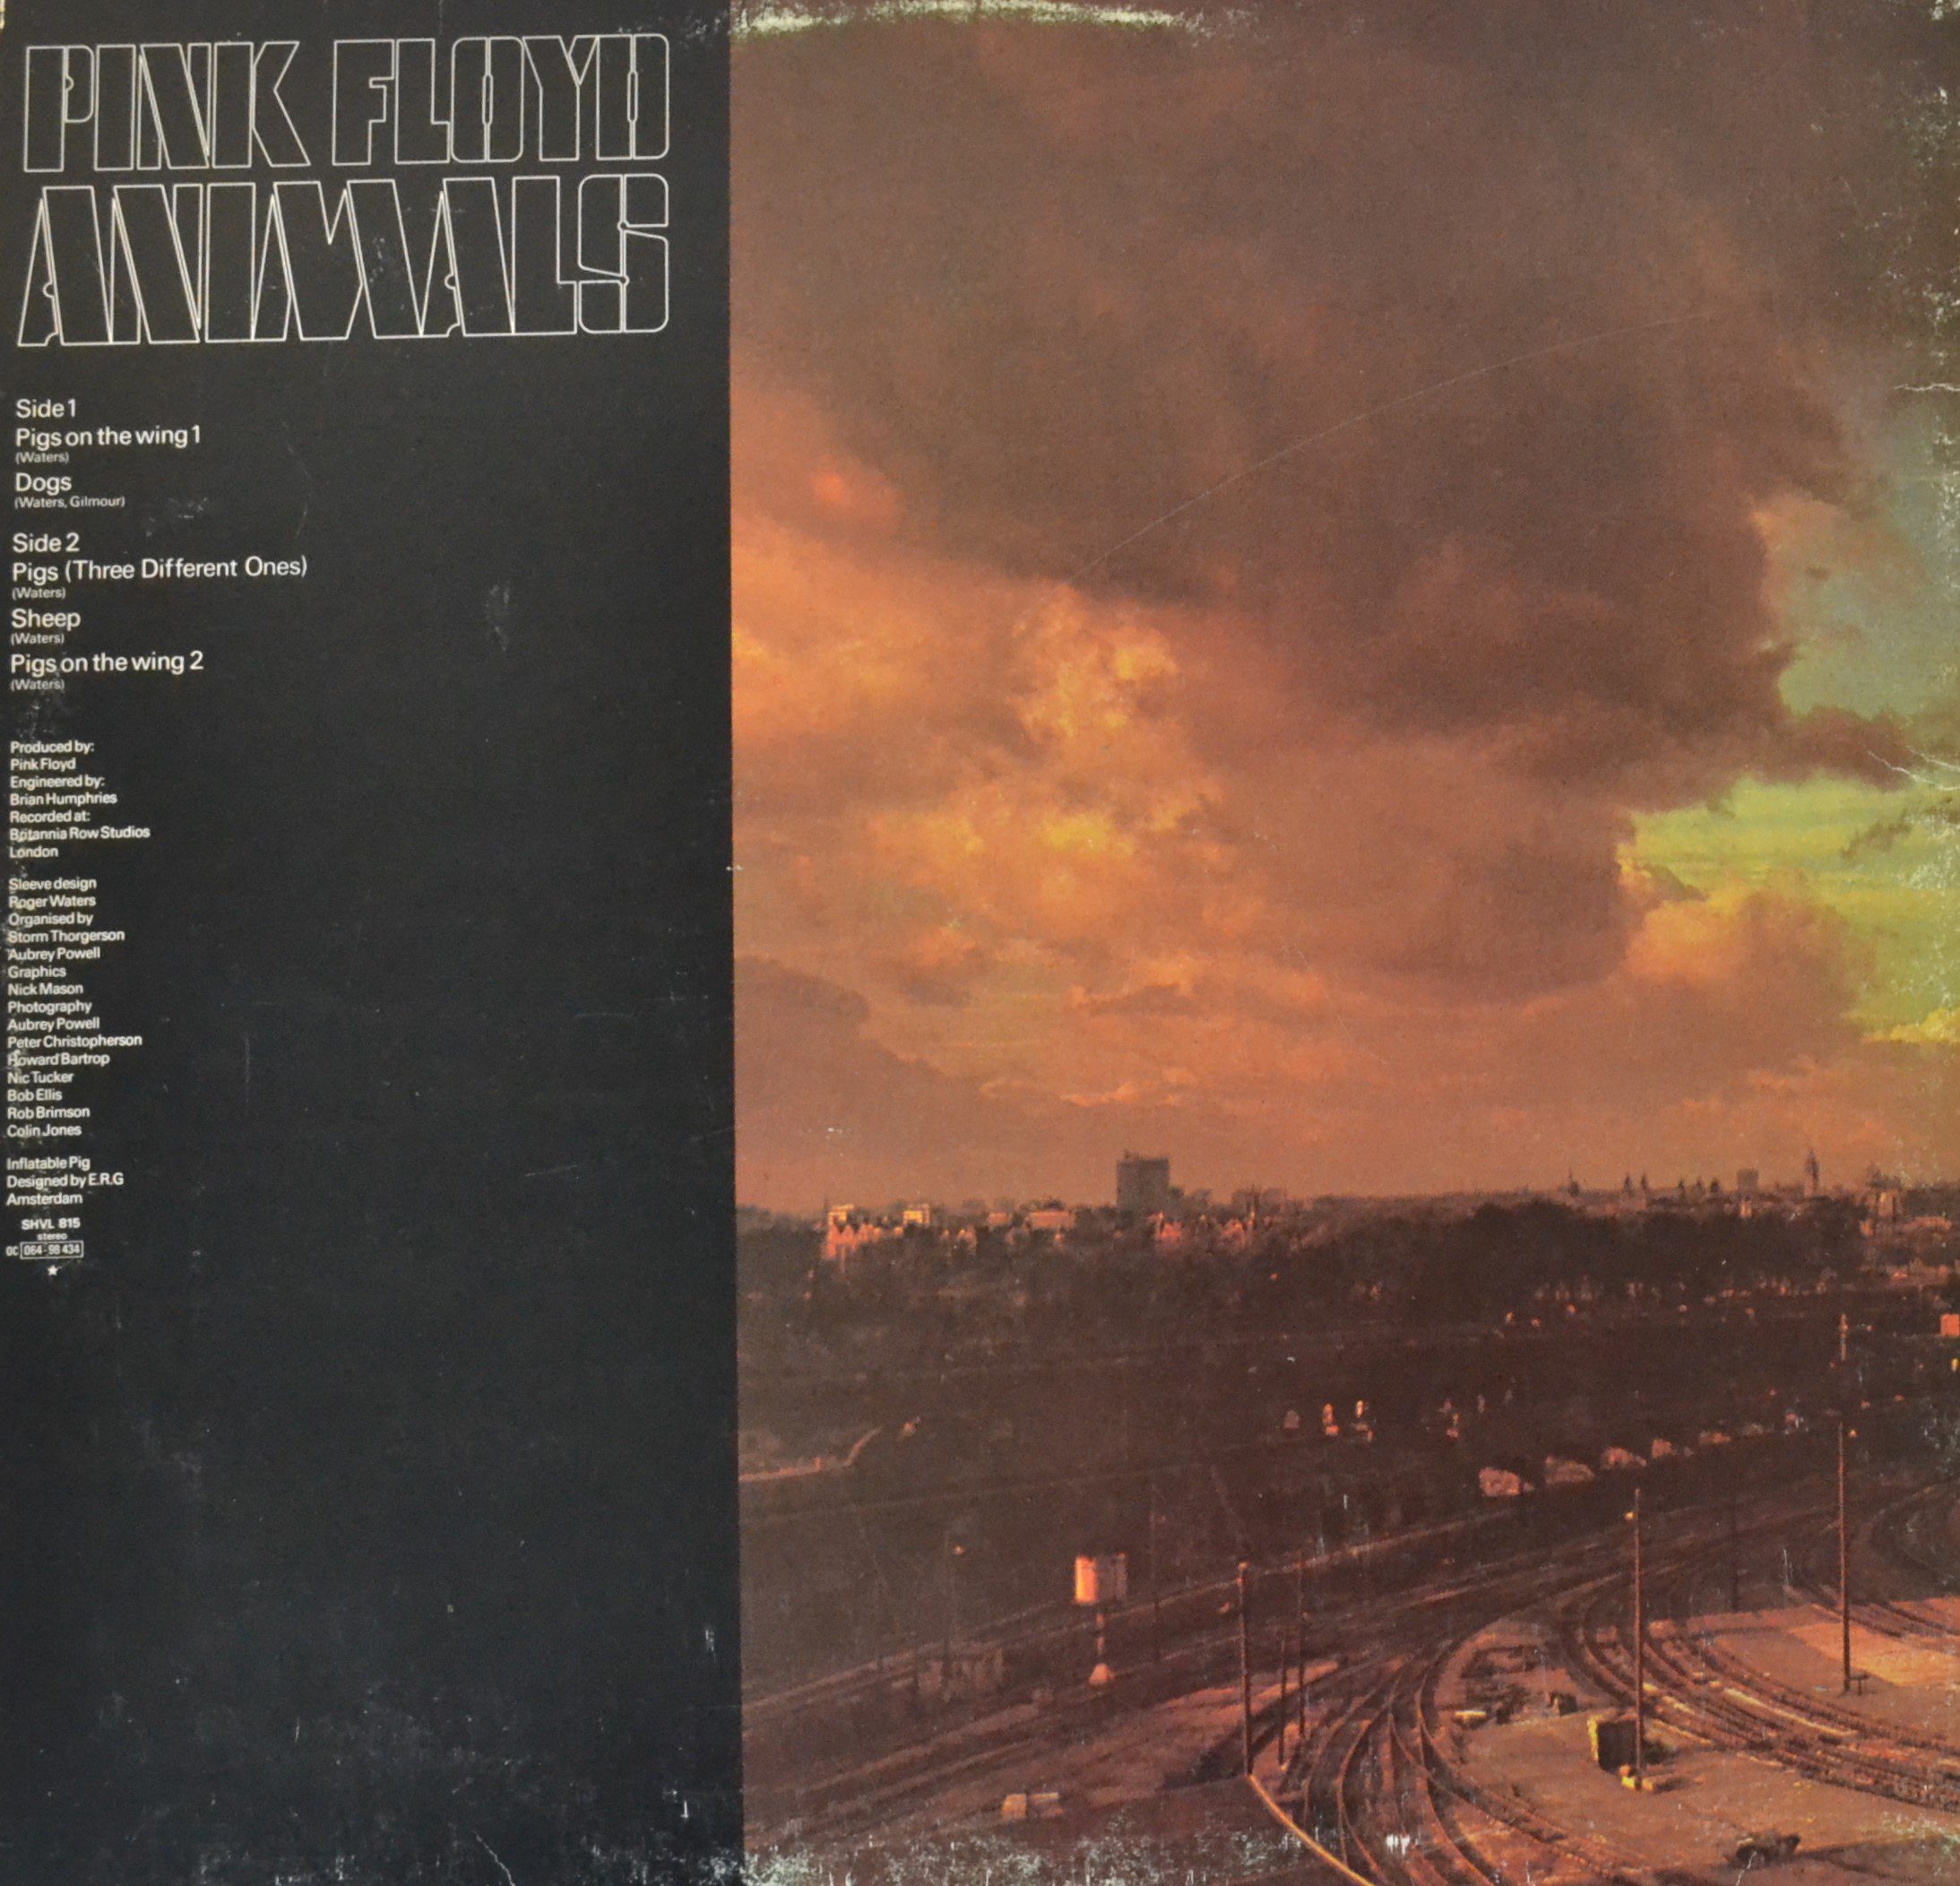 PINK FLOYD
ANIMALS
Side 1
Pigs on the wing 1
(Waters)
Dogs
(Waters, Gilmour)
Side 2
Pigs (Three Different Ones)
(Waters)
Sheep
(Waters)
Pigs on the wing 2
(Waters)
Produced by:
Pink Floyd
Engineered by:
Brian Humphries
Recorded at:
Britannia Row Studios
London
Sleeve design
Roger Waters
Organised by
Storm Thorgerson
Aubrey Powell
Graphics
Nick Mason
Photography
Aubrey Powell
Peter Christopherson
Howard Bartrop
Nic Tucker
Bob Ellis
Rob Brimson
Colin Jones
Inflatable Pig
Designed by E.R.G
Amsterdam
SHVL 815
stereo
0C 064-98 434